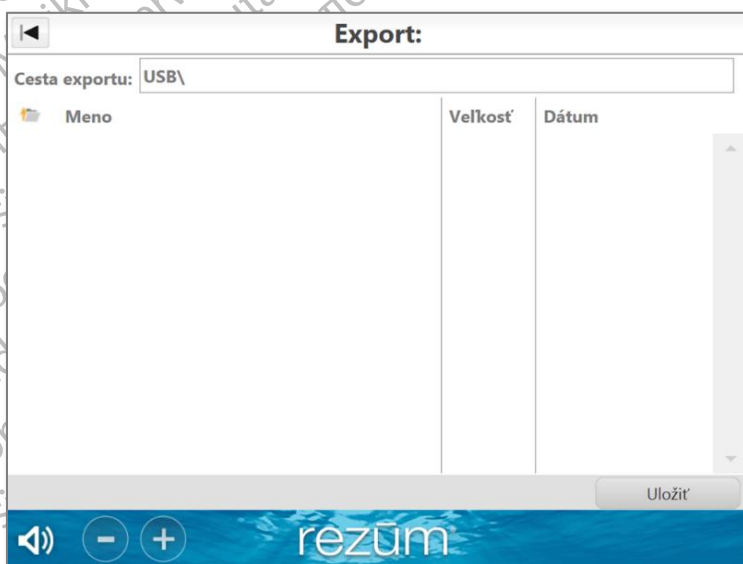 Export:
Cesta exportu: USB\
Meno Veľkosť Dátum
Uložiť
rezūm